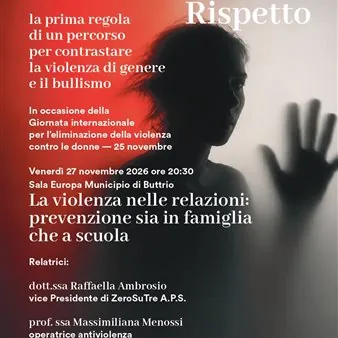 Rispetto
la prima regola
di un percorso
per contrastare
la violenza di genere
e il bullismo
In occasione della
Giornata internazionale
per l'eliminazione della violenza
contro le donne — 25 novembre
Venerdì 27 novembre 2026 ore 20:30
Sala Europa Municipio di Buttrio
La violenza nelle relazioni:
prevenzione sia in famiglia
che a scuola
Relatrici:
dott.ssa Raffaella Ambrosio
vice Presidente di ZeroSuTre A.P.S.
prof. ssa Massimiliana Menossi
operatrice antiviolenza